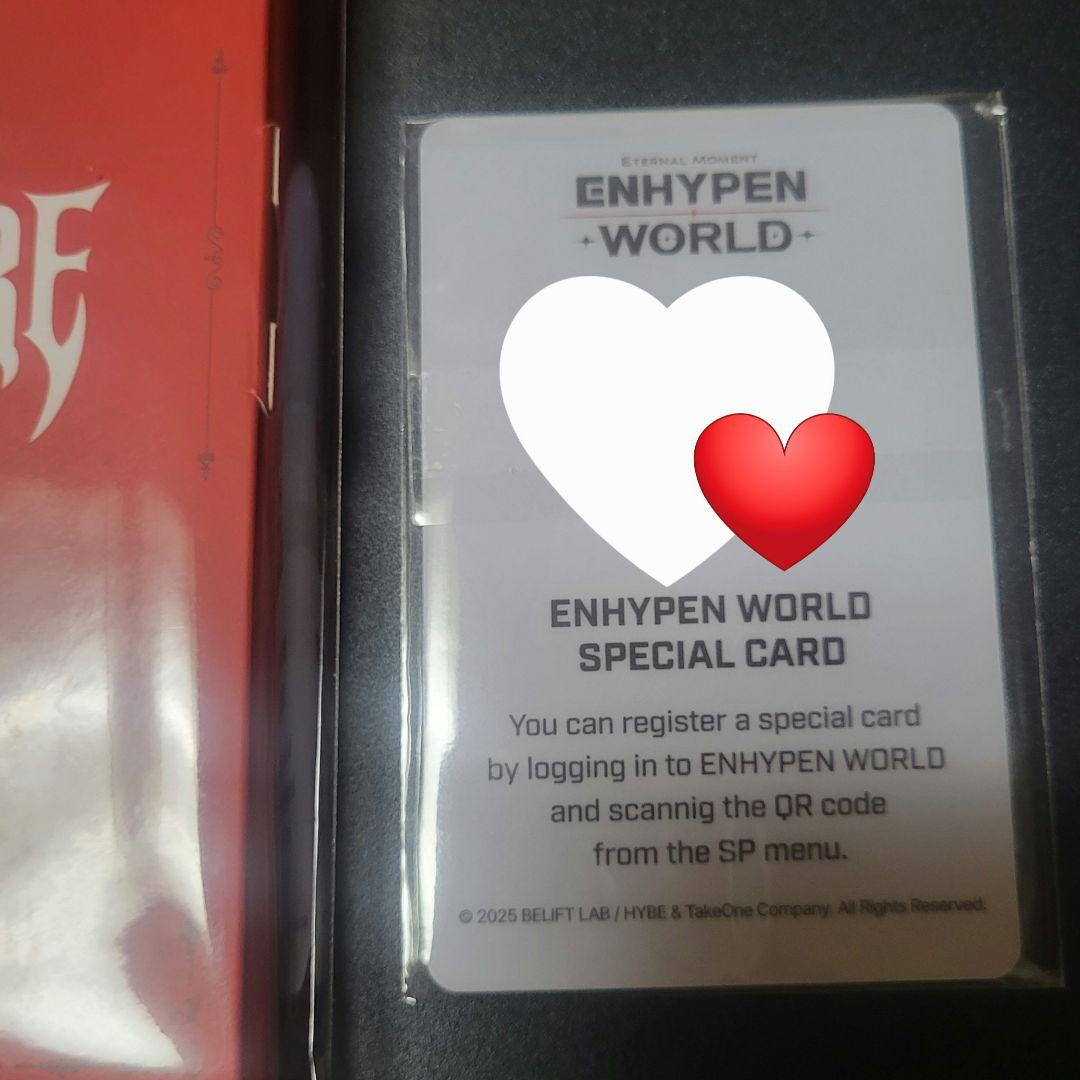 RE
ETERNAL MOMENT
ENHYPEN
WORLD
ENHYPEN WORLD
SPECIAL CARD
You can register a special card
by logging in to ENHYPEN WORLD
and scannig the QR code
from the SP menu.
© 2025 BELIFT LAB / HYBE & TakeOne Company. All Rights Reserved.